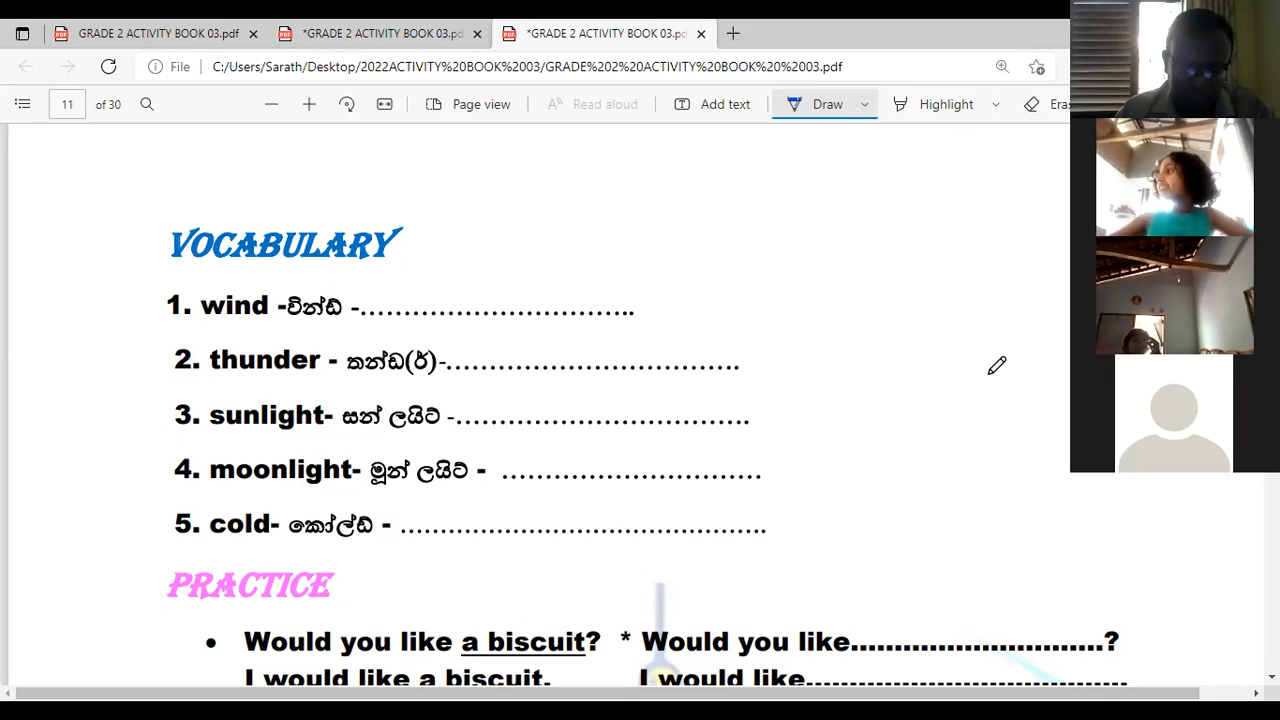 GRADE 2 ACTIVITY BOOK 03.pdf
*GRADE 2 ACTIVITY BOOK 03.pd
*GRADE 2 ACTIVITY BOOK 03.pd
File C:/Users/Sarath/Desktop/2022ACTIVITY%20BOOK%2003/GRADE%202%20ACTIVITY%20BOOK%20%2003.pdf
11 of 30 Page view Read aloud Add text Draw Highlight Eras
VOCABULARY
1. wind -වින්ඩ් -...............................
2. thunder - තන්ඩ(ර්)-..................................
3. sunlight- සන් ලයිට් -..................................
4. moonlight- මූන් ලයිට් - ..............................
5. cold- කෝල්ඩ් - ..........................................
PRACTICE
• Would you like a biscuit? * Would you like.............................?
I would like a biscuit. I would like....................................